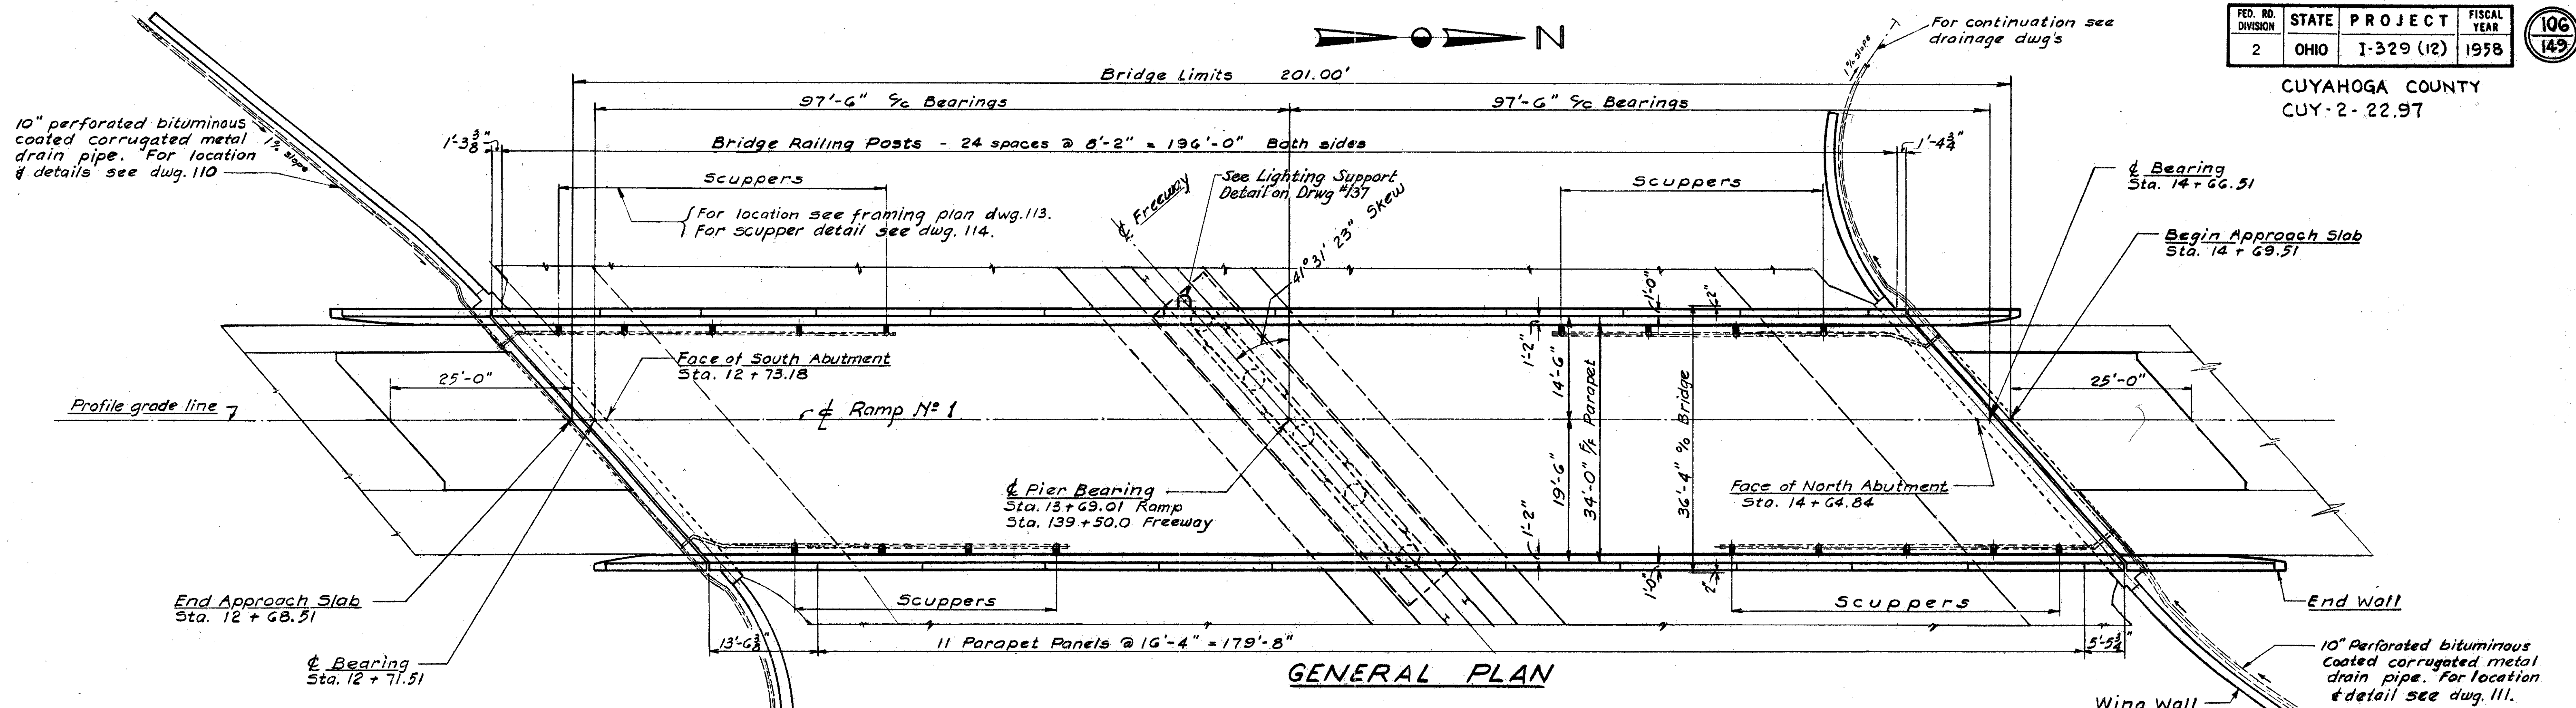 FED. RD. DIVISION STATE PROJECT FISCAL YEAR
2 OHIO I-329 (12) 1958
106
149
CUYAHOGA COUNTY
CUY-2-22.97
N
For continuation see
drainage dwg's
1% slope
Bridge Limits 201.00'
97'-6" c/c Bearings
97'-6" c/c Bearings
10" perforated bituminous
coated corrugated metal
drain pipe. For location
& details see dwg. 110
1% slope
1'-3 3/8"
Bridge Railing Posts - 24 spaces @ 8'-2" = 196'-0" Both sides
1'-4 3/4"
℄ Bearing
Sta. 14 + 66.51
Scuppers
For location see framing plan dwg. 113.
For scupper detail see dwg. 114.
℄ Freeway
See Lighting Support
Detail on Drwg #137
41° 31' 23" Skew
Scuppers
Begin Approach Slab
Sta. 14 + 69.51
1'-0"
2"
Face of South Abutment
Sta. 12 + 73.18
25'-0"
1'-2"
14'-6"
25'-0"
Profile grade line
℄ Ramp Nº 1
34'-0" F/F Parapet
36'-4" o/o Bridge
19'-6"
℄ Pier Bearing
Sta. 13 + 69.01 Ramp
Sta. 139 + 50.0 Freeway
Face of North Abutment
Sta. 14 + 64.84
1'-2"
1'-0"
2"
End Approach Slab
Sta. 12 + 68.51
Scuppers
Scuppers
End Wall
13'-6 3/8"
11 Parapet Panels @ 16'-4" = 179'-8"
5'-5 3/4"
℄ Bearing
Sta. 12 + 71.51
GENERAL PLAN
10" Perforated bituminous
Coated corrugated metal
drain pipe. For location
& detail see dwg. 111.
Wing Wall